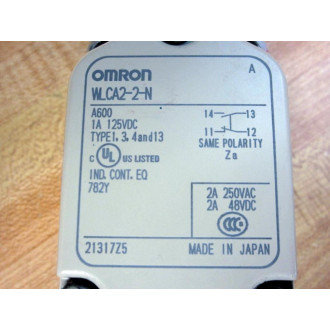 A
OMRON
WLCA2-2-N
A600
1A 125VDC
TYPE1, 3, 4and13
C UL US LISTED
IND. CONT. EQ
782Y
14 13
11 12
SAME POLARITY
Za
2A 250VAC
2A 48VDC
CCC
21317Z5
MADE IN JAPAN